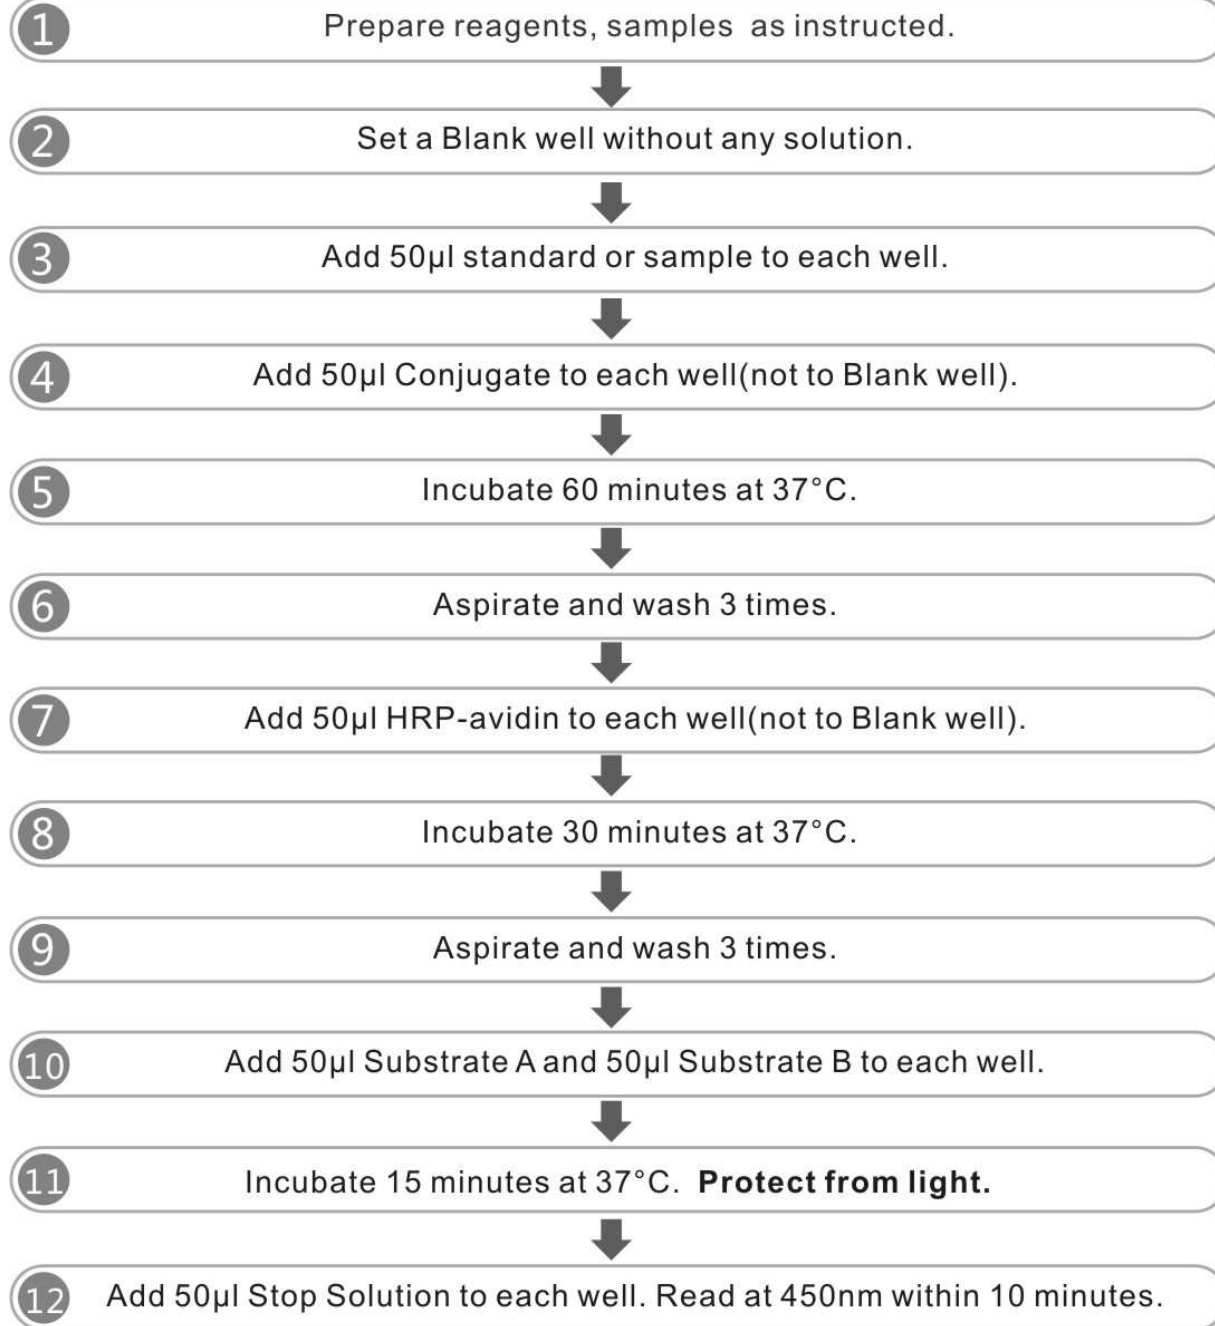 1 Prepare reagents, samples as instructed.
2 Set a Blank well without any solution.
3 Add 50µl standard or sample to each well.
4 Add 50µl Conjugate to each well(not to Blank well).
5 Incubate 60 minutes at 37°C.
6 Aspirate and wash 3 times.
7 Add 50µl HRP-avidin to each well(not to Blank well).
8 Incubate 30 minutes at 37°C.
9 Aspirate and wash 3 times.
10 Add 50µl Substrate A and 50µl Substrate B to each well.
11 Incubate 15 minutes at 37°C. Protect from light.
12 Add 50µl Stop Solution to each well. Read at 450nm within 10 minutes.